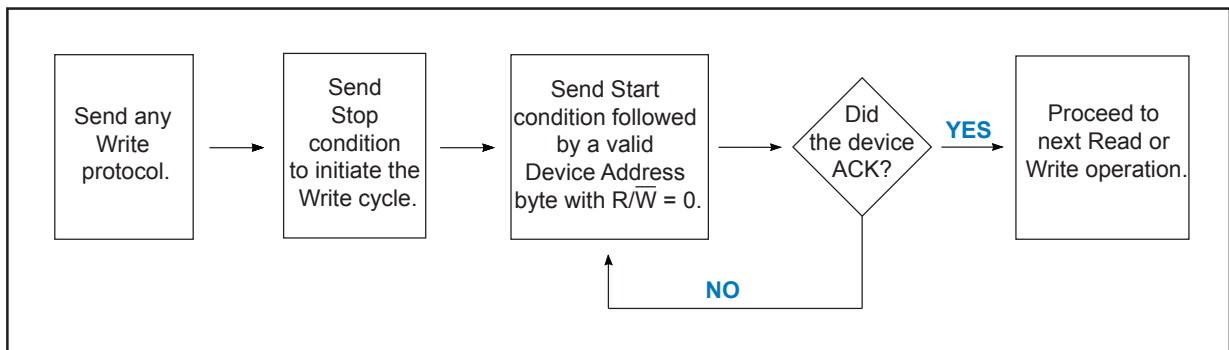 Send any
Write
protocol.
Send
Stop
condition
to initiate the
Write cycle.
Send Start
condition followed
by a valid
Device Address
byte with R/W̅ = 0.
Did
the device
ACK?
YES
NO
Proceed to
next Read or
Write operation.